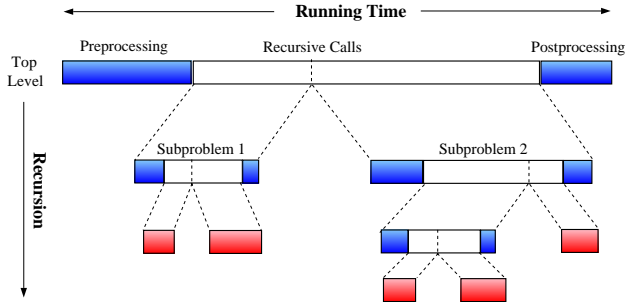 Running Time
Preprocessing
Recursive Calls
Postprocessing
Top
Level
Recursion
Subproblem 1
Subproblem 2